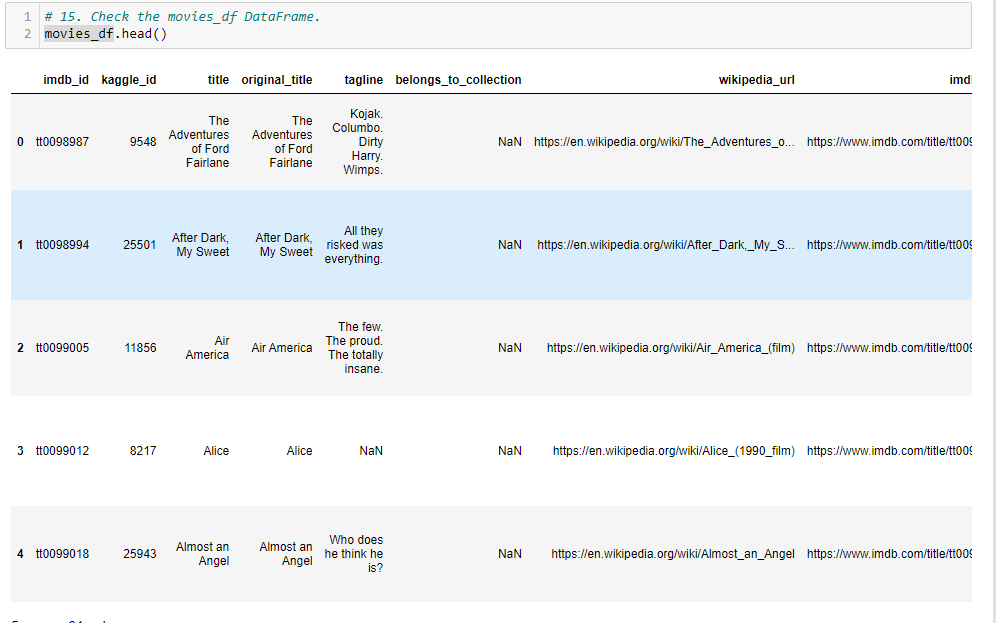 1 # 15. Check the movies_df DataFrame.
2 movies_df.head()
imdb_id kaggle_id title original_title tagline belongs_to_collection wikipedia_url imdl
0 tt0098987 9548 The Adventures of Ford Fairlane The Adventures of Ford Fairlane Kojak. Columbo. Dirty Harry. Wimps. NaN https://en.wikipedia.org/wiki/The_Adventures_o... https://www.imdb.com/title/tt009
1 tt0098994 25501 After Dark, My Sweet After Dark, My Sweet All they risked was everything. NaN https://en.wikipedia.org/wiki/After_Dark,_My_S... https://www.imdb.com/title/tt009
2 tt0099005 11856 Air America Air America The few. The proud. The totally insane. NaN https://en.wikipedia.org/wiki/Air_America_(film) https://www.imdb.com/title/tt009
3 tt0099012 8217 Alice Alice NaN NaN https://en.wikipedia.org/wiki/Alice_(1990_film) https://www.imdb.com/title/tt009
4 tt0099018 25943 Almost an Angel Almost an Angel Who does he think he is? NaN https://en.wikipedia.org/wiki/Almost_an_Angel https://www.imdb.com/title/tt009